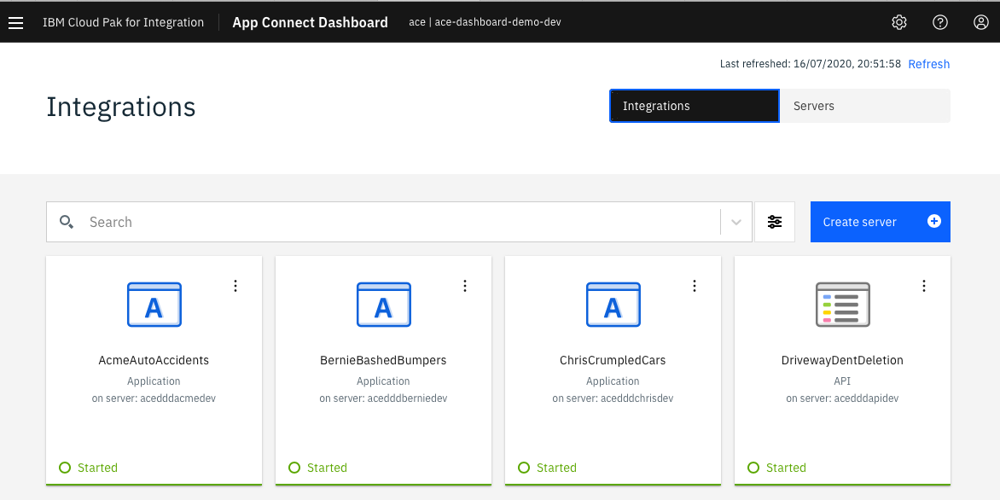 IBM Cloud Pak for Integration App Connect Dashboard ace | ace-dashboard-demo-dev
Last refreshed: 16/07/2020, 20:51:58 Refresh
Integrations
Integrations Servers
Search
Create server
A A A
AcmeAutoAccidents BernieBashedBumpers ChrisCrumpledCars DrivewayDentDeletion
Application Application Application API
on server: acedddacmedev on server: acedddberniedev on server: acedddchrisdev on server: acedddapidev
Started Started Started Started